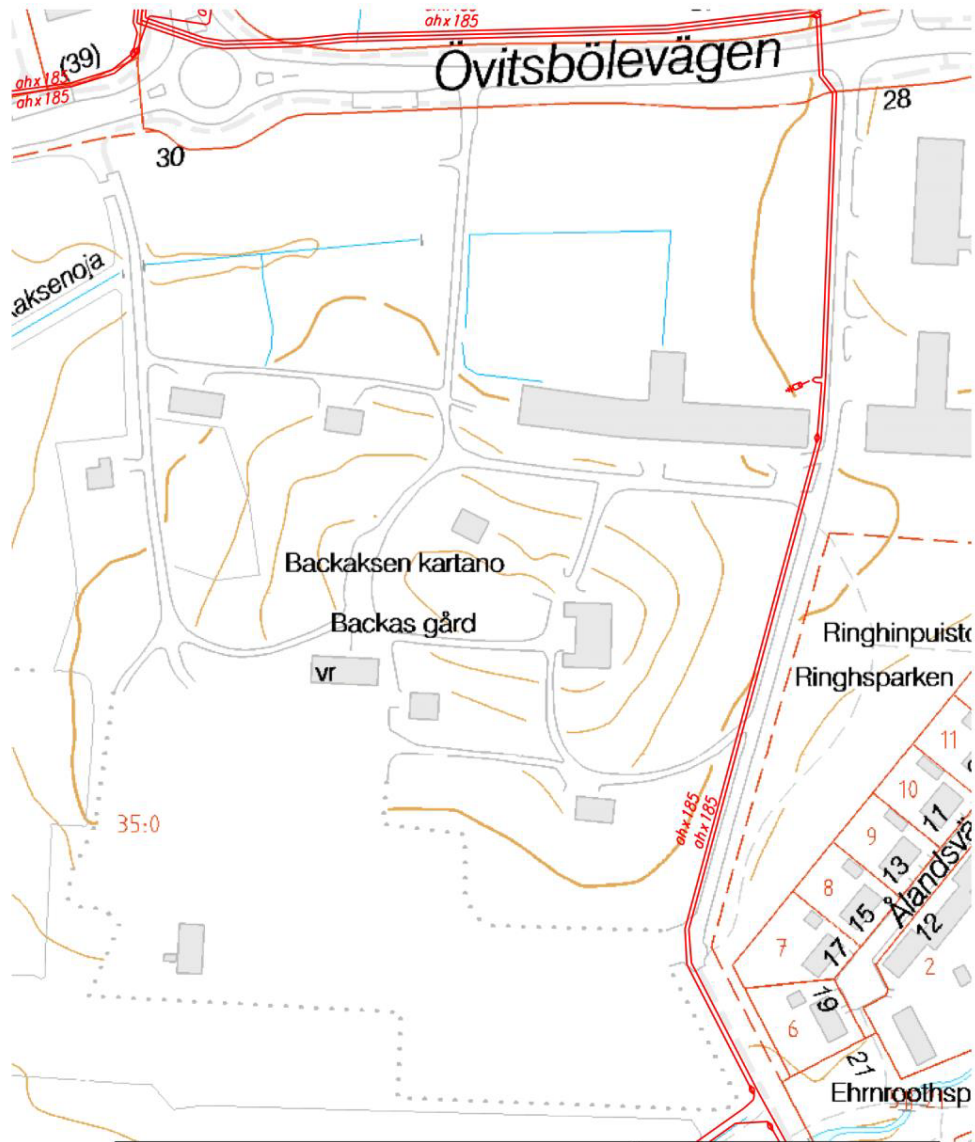 ahx185
(39)
ahx185
ahx185
Övitsbölevägen
28
30
aksenoja
Backaksen kartano
Backas gård
vr
Ringhinpuisto
Ringhsparken
11
10
11
9
13
8
15
Ålandsvä
12
7
17
2
35:0
ahx185
ahx185
19
6
21
Ehrnroothsp